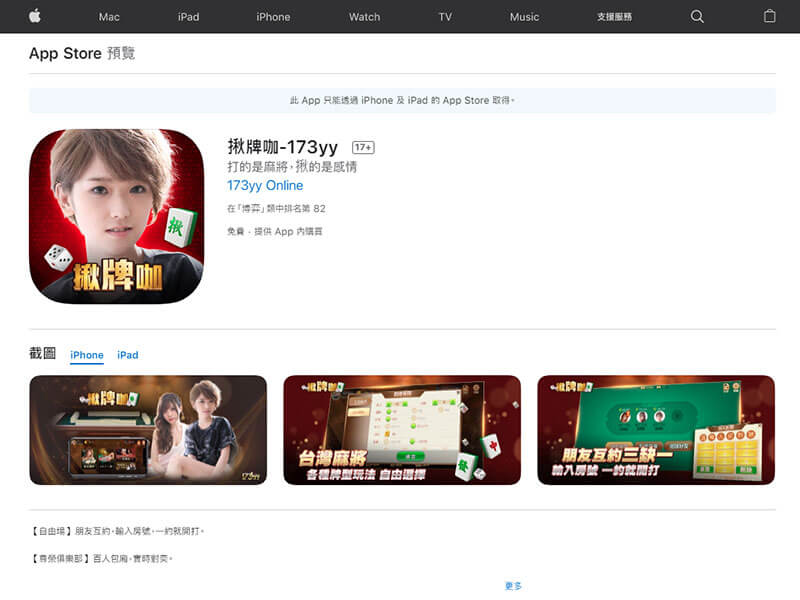 Mac iPad iPhone Watch TV Music 支援服務
App Store 預覽
此 App 只能透過 iPhone 及 iPad 的 App Store 取得。
揪
揪牌咖
揪牌咖-173yy 17+
打的是麻將,揪的是感情
173yy Online
在「博弈」類中排名第 82
免費 · 提供 App 內購買
截圖 iPhone iPad
揪牌咖
173yy
揪牌咖
台灣麻將
各種牌型玩法 自由選擇
揪牌咖
朋友互約三缺一
輸入房號 一約就開打
【自由場】朋友互約,輸入房號,一約就開打。
【尊榮俱樂部】百人包廂,實時對奕。
更多